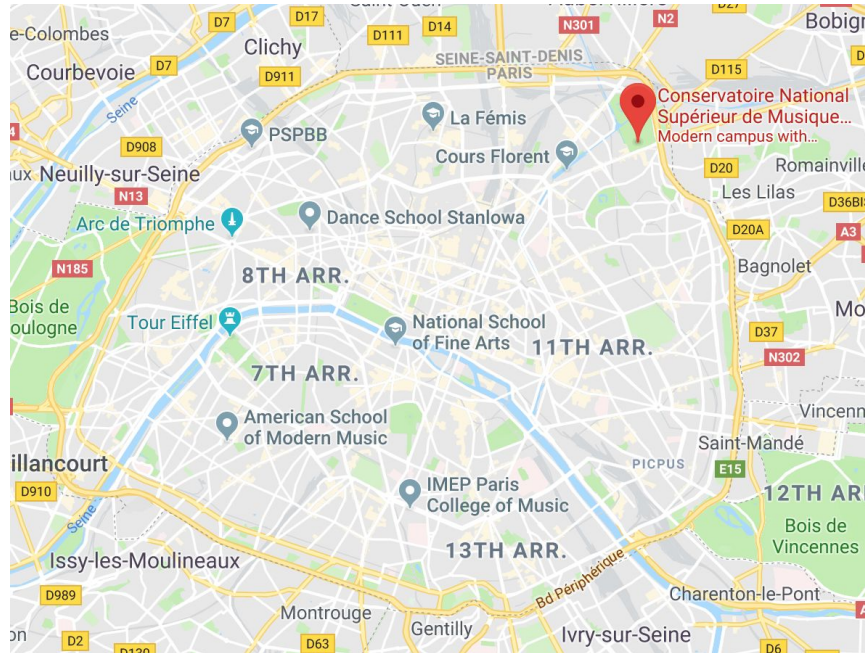 D7
D17
D14
D111
N301
N2
D27
Bobign
e-Colombes
Clichy
Courbevoie
D7
D911
SEINE-SAINT-DENIS
PARIS
D115
Seine
Conservatoire National
Supérieur de Musique...
Modern campus with...
La Fémis
PSPBB
D908
Cours Florent
Neuilly-sur-Seine
N13
D20
Romainville
Les Lilas
D36BIS
Arc de Triomphe
Dance School Stanlowa
D20A
A3
N185
8TH ARR.
Bagnolet
Bois de
oulogne
Tour Eiffel
National School
of Fine Arts
11TH ARR.
Mo
D37
N302
7TH ARR.
American School
of Modern Music
Vincenn
Saint-Mandé
illancourt
PICPUS
E15
D910
IMEP Paris
College of Music
12TH AR
Seine
Bois de
Vincennes
13TH ARR.
Issy-les-Moulineaux
Bd Périphérique
D989
Charenton-le-Pont
Montrouge
Gentilly
Ivry-sur-Seine
D2
D63
D6